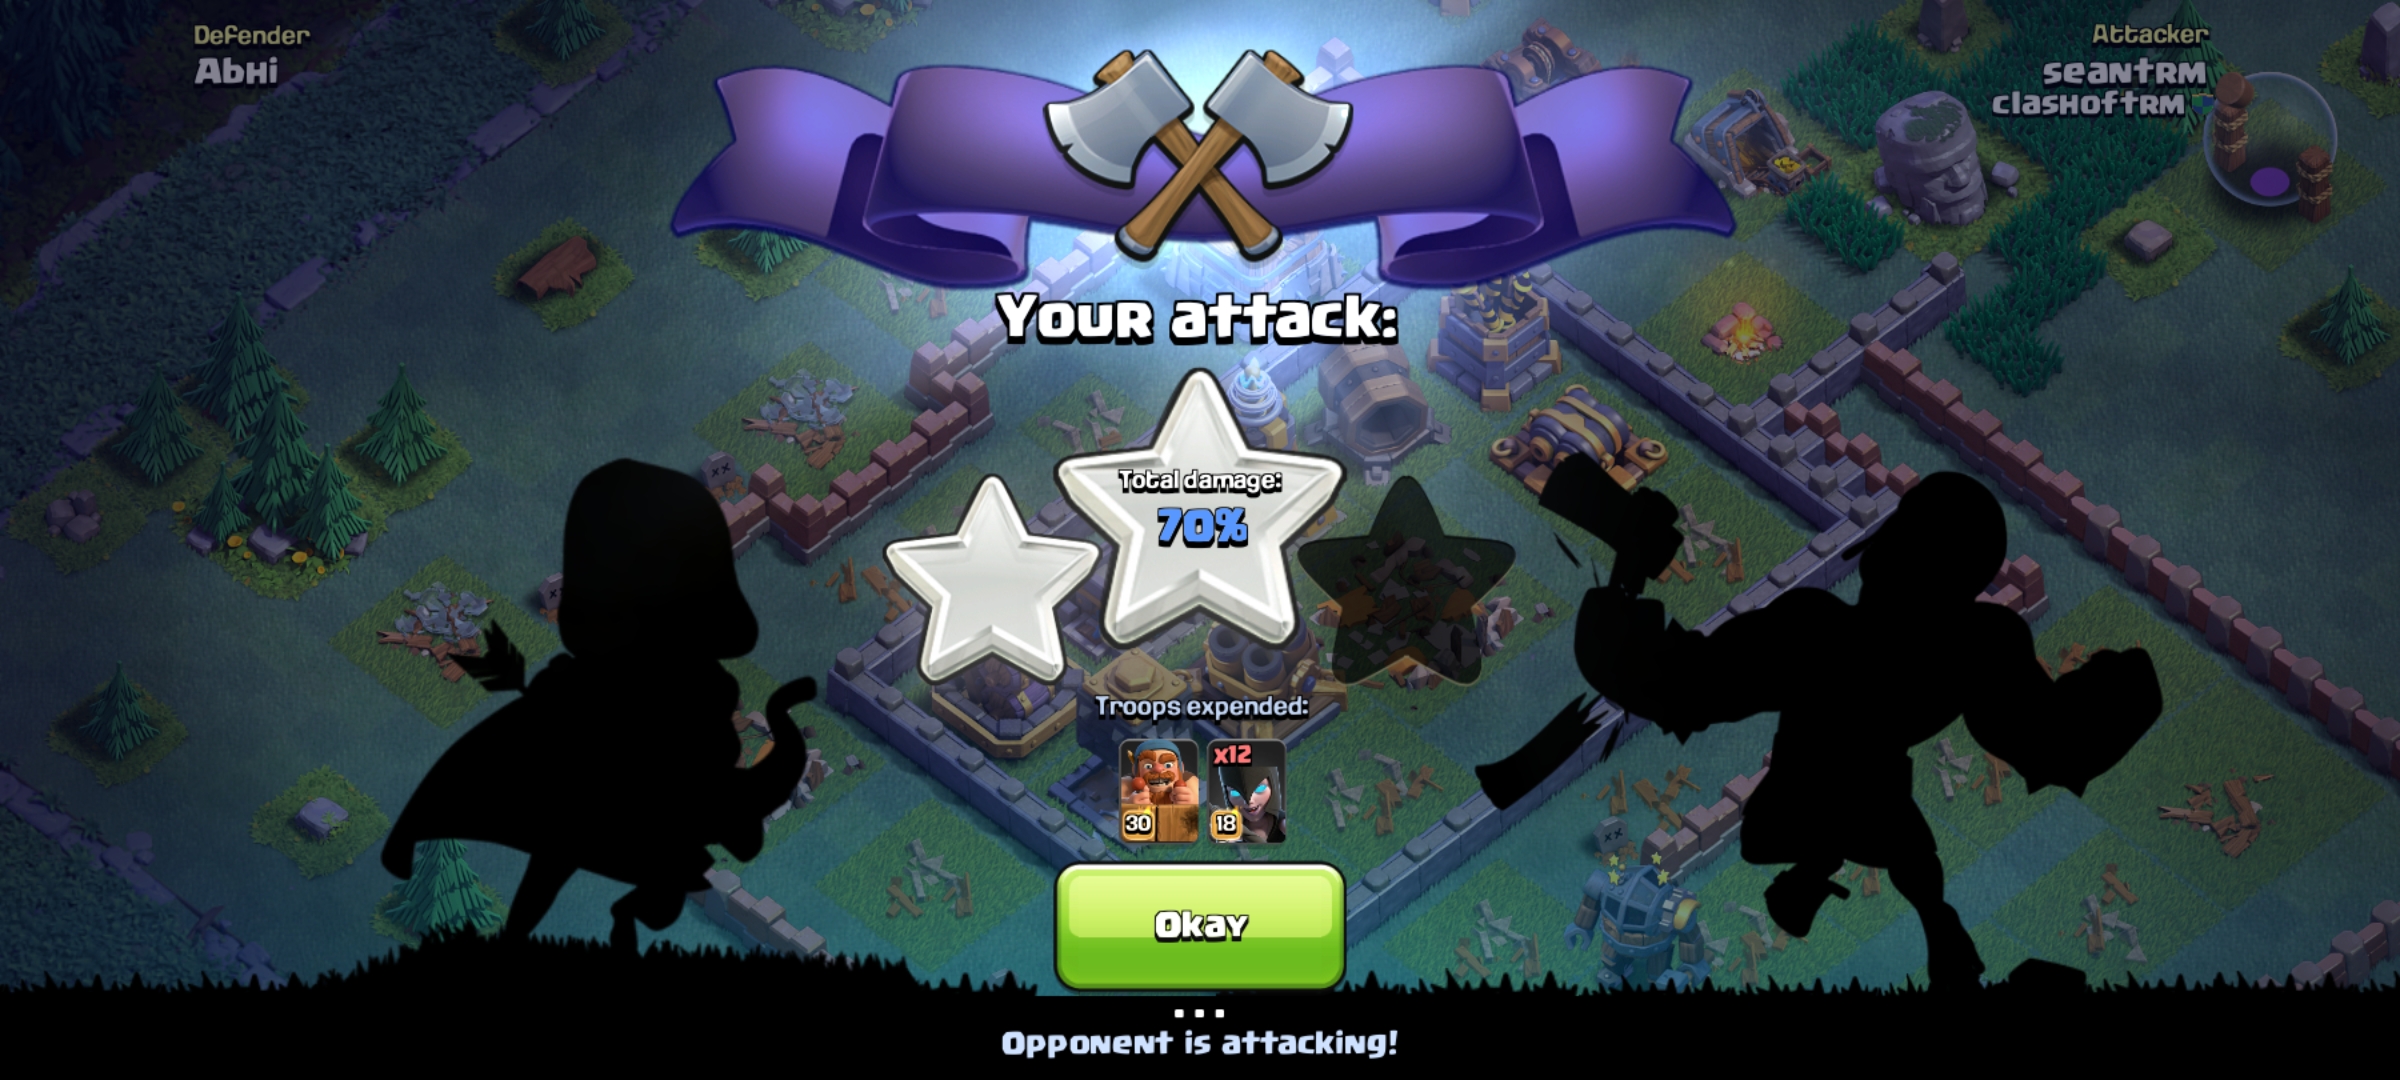 Defender
Abhi
Attacker
seantrm
clashoftrm
Your attack:
Total damage:
70%
Troops expended:
x12
30
18
Okay
...
Opponent is attacking!